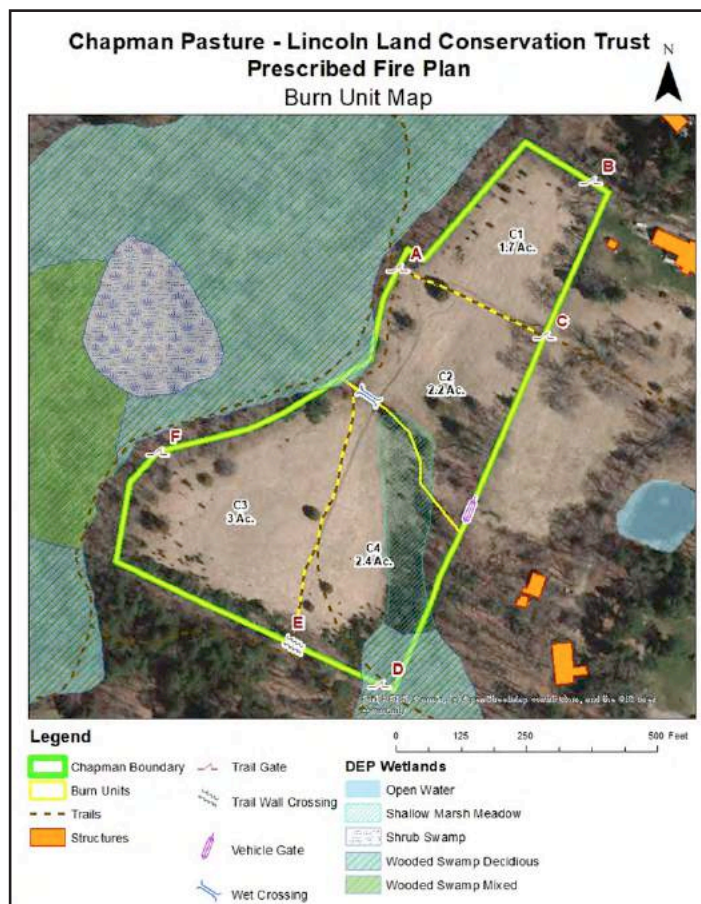 Chapman Pasture - Lincoln Land Conservation Trust
Prescribed Fire Plan
Burn Unit Map
N
B
C1
1.7 Ac.
A
C
C2
2.2 Ac.
F
C3
3 Ac.
C4
2.4 Ac.
E
D
Legend
Chapman Boundary
Burn Units
Trails
Structures
Trail Gate
Trail Wall Crossing
Vehicle Gate
Wet Crossing
0 125 250 500 Feet
DEP Wetlands
Open Water
Shallow Marsh Meadow
Shrub Swamp
Wooded Swamp Decidious
Wooded Swamp Mixed